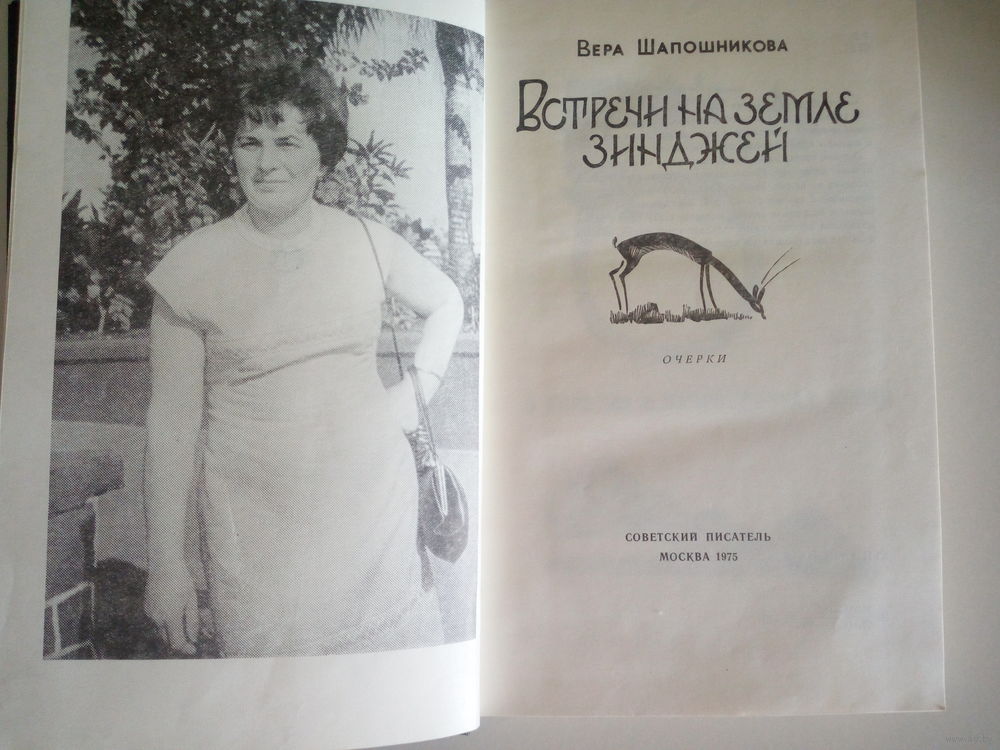 Вера Шапошникова
Встречи на земле
зинджей
ОЧЕРКИ
СОВЕТСКИЙ ПИСАТЕЛЬ
МОСКВА 1975